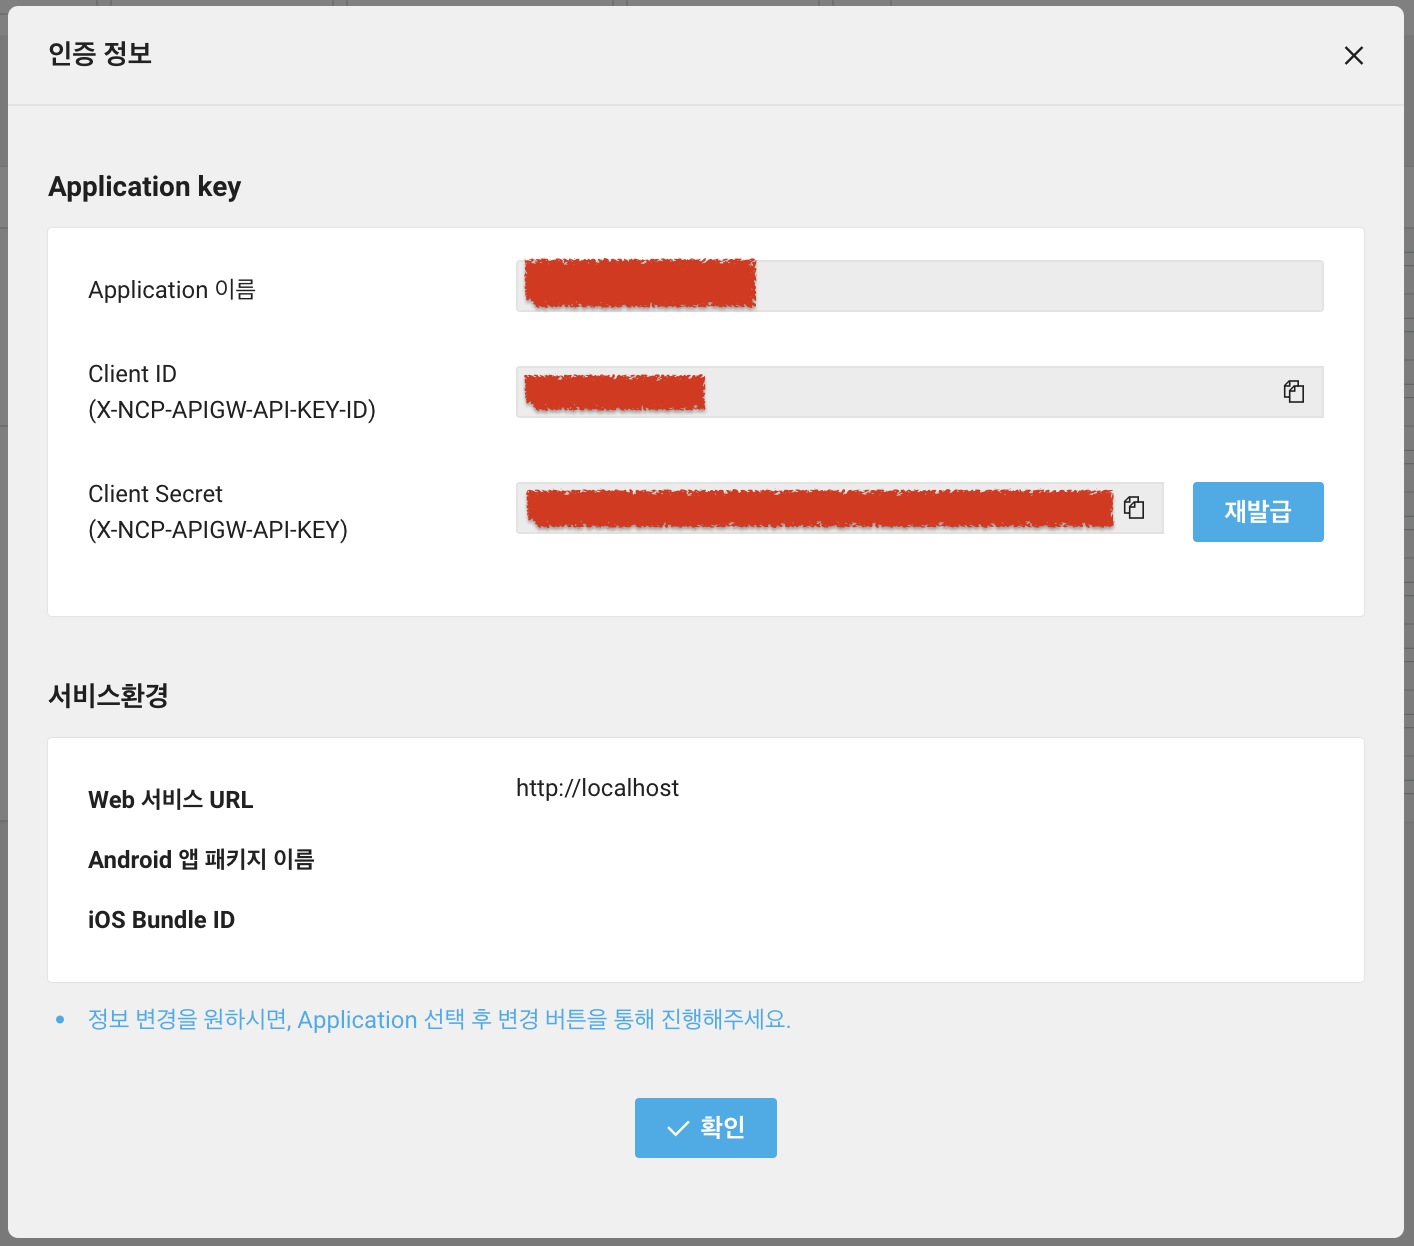 인증 정보
Application key
Application 이름
Client ID
(X-NCP-APIGW-API-KEY-ID)
Client Secret
(X-NCP-APIGW-API-KEY)
재발급
서비스환경
Web 서비스 URL
http://localhost
Android 앱 패키지 이름
iOS Bundle ID
• 정보 변경을 원하시면, Application 선택 후 변경 버튼을 통해 진행해주세요.
확인